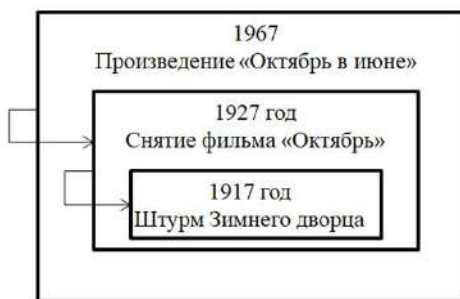 1967
Произведение «Октябрь в июне»
1927 год
Снятие фильма «Октябрь»
1917 год
Штурм Зимнего дворца